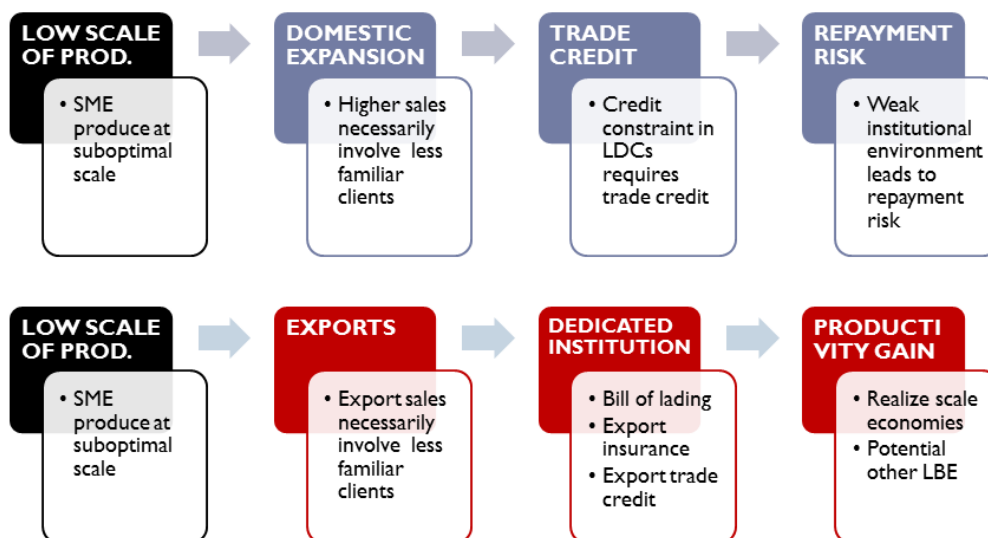 LOW SCALE
OF PROD.
• SME
produce at
suboptimal
scale
DOMESTIC
EXPANSION
• Higher sales
necessarily
involve less
familiar
clients
TRADE
CREDIT
• Credit
constraint in
LDCs
requires
trade credit
REPAYMENT
RISK
• Weak
institutional
environment
leads to
repayment
risk
LOW SCALE
OF PROD.
• SME
produce at
suboptimal
scale
EXPORTS
• Export sales
necessarily
involve less
familiar
clients
DEDICATED
INSTITUTION
• Bill of lading
• Export
insurance
• Export trade
credit
PRODUCTI
VITY GAIN
• Realize scale
economies
• Potential
other LBE